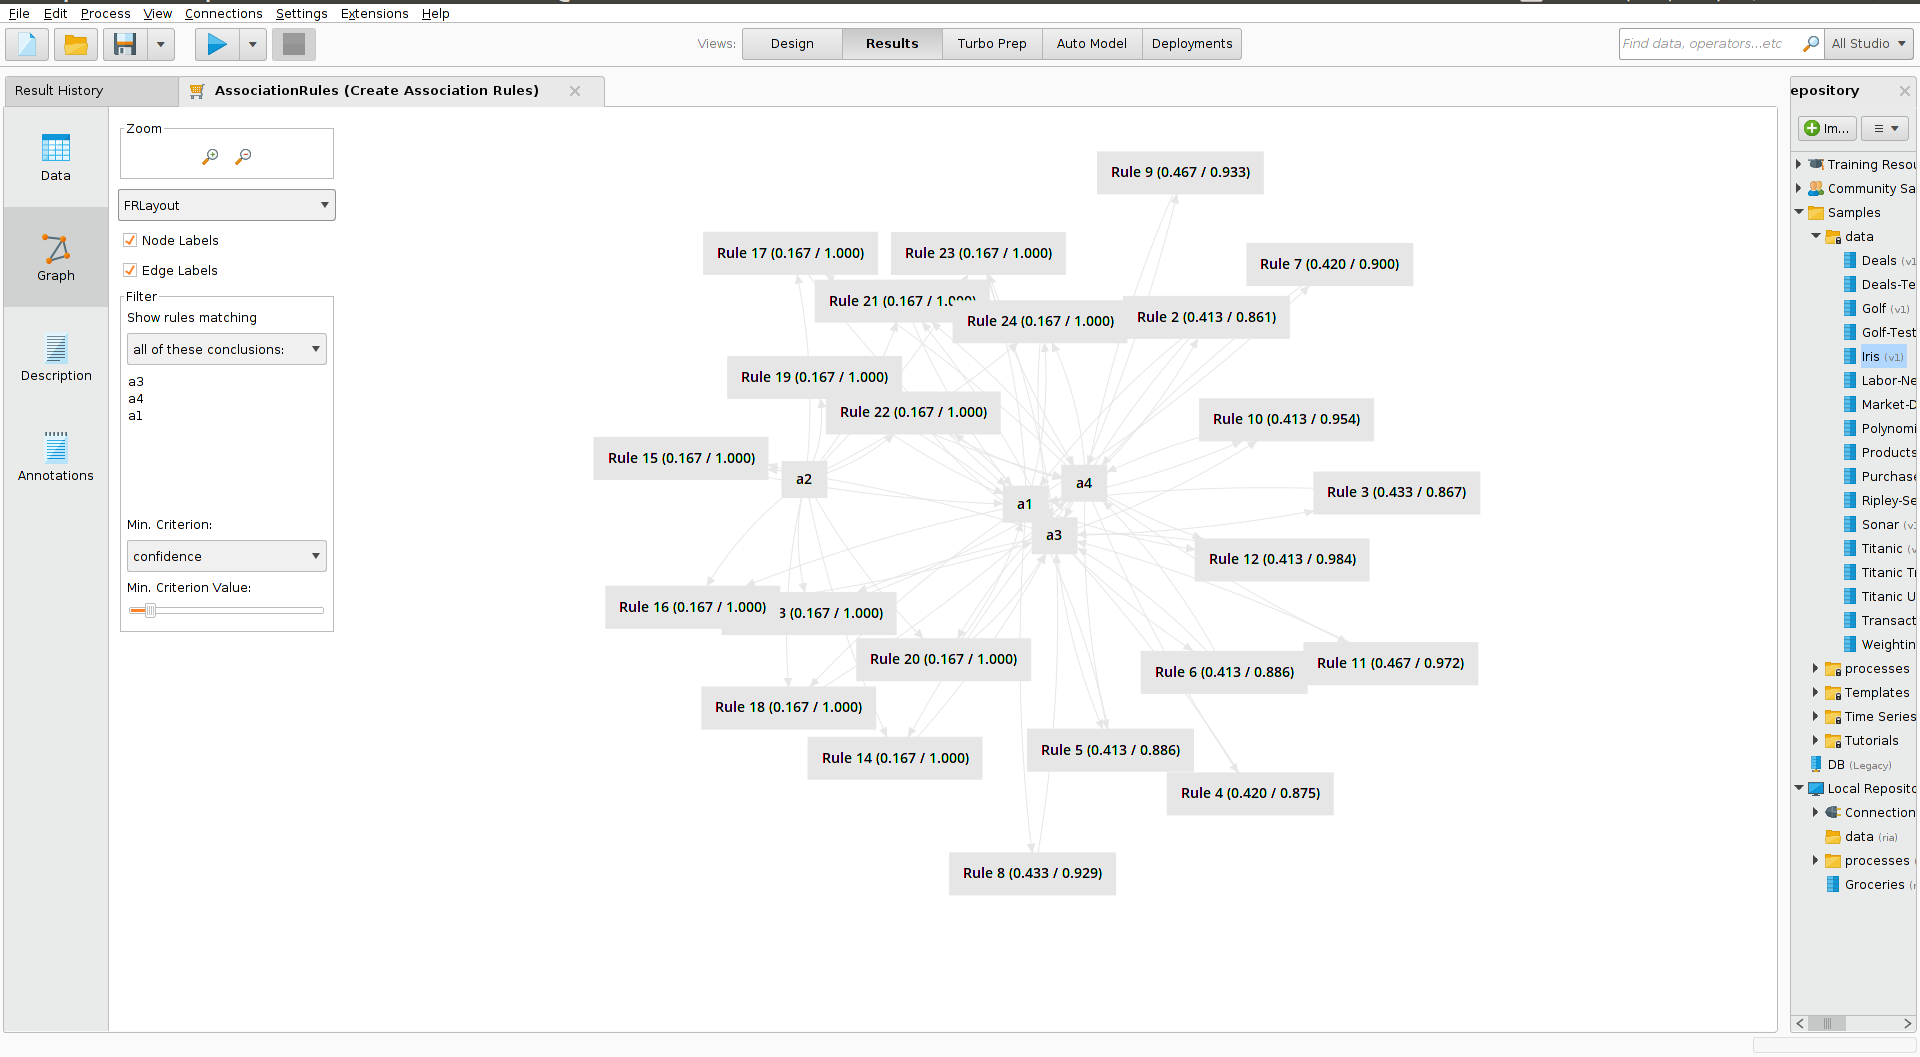 File Edit Process View Connections Settings Extensions Help
Views: Design Results Turbo Prep Auto Model Deployments
Find data, operators...etc
All Studio
Result History
AssociationRules (Create Association Rules)
epository
Data
Graph
Description
Annotations
Zoom
FRLayout
Node Labels
Edge Labels
Filter
Show rules matching
all of these conclusions:
a3
a4
a1
Min. Criterion:
confidence
Min. Criterion Value:
Rule 9 (0.467 / 0.933)
Rule 17 (0.167 / 1.000)
Rule 23 (0.167 / 1.000)
Rule 7 (0.420 / 0.900)
Rule 21 (0.167 / 1.000)
Rule 24 (0.167 / 1.000)
Rule 2 (0.413 / 0.861)
Rule 19 (0.167 / 1.000)
Rule 22 (0.167 / 1.000)
Rule 10 (0.413 / 0.954)
Rule 15 (0.167 / 1.000)
a2
a4
a1
Rule 3 (0.433 / 0.867)
a3
Rule 12 (0.413 / 0.984)
Rule 16 (0.167 / 1.000)
3 (0.167 / 1.000)
Rule 20 (0.167 / 1.000)
Rule 6 (0.413 / 0.886)
Rule 11 (0.467 / 0.972)
Rule 18 (0.167 / 1.000)
Rule 14 (0.167 / 1.000)
Rule 5 (0.413 / 0.886)
Rule 4 (0.420 / 0.875)
Rule 8 (0.433 / 0.929)
Im...
Training Resou
Community Sa
Samples
data
Deals (v1
Deals-Te
Golf (v1)
Golf-Test
Iris (v1)
Labor-Ne
Market-D
Polynomi
Products
Purchase
Ripley-Se
Sonar (v
Titanic (v
Titanic Tr
Titanic U
Transact
Weightin
processes
Templates
Time Series
Tutorials
DB (Legacy)
Local Reposito
Connection
data (ria)
processes
Groceries (r